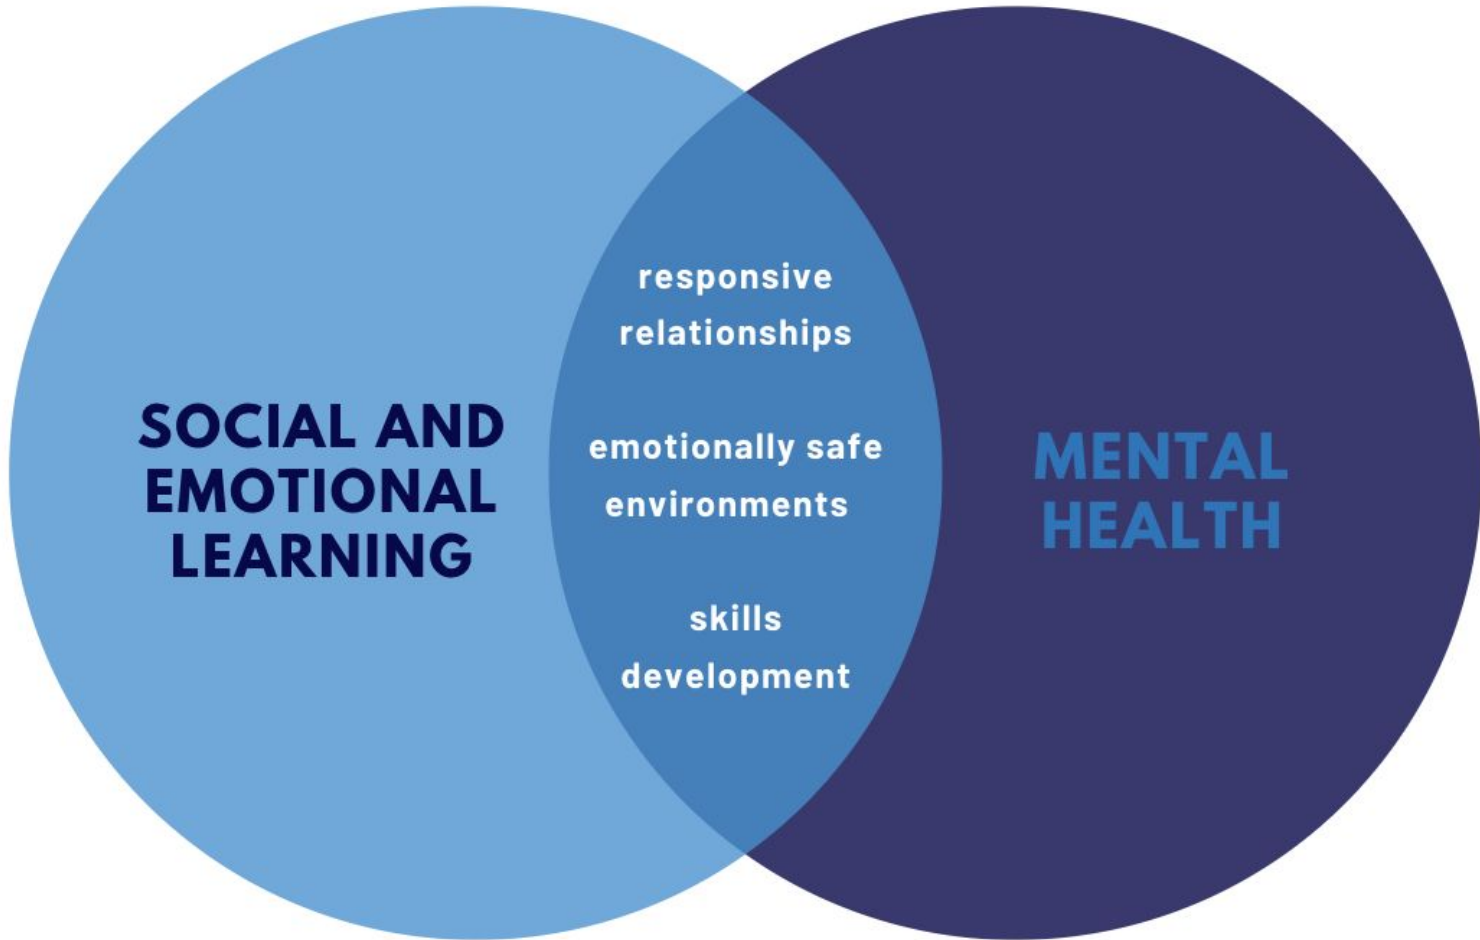 SOCIAL AND
EMOTIONAL
LEARNING
responsive
relationships
emotionally safe
environments
skills
development
MENTAL
HEALTH